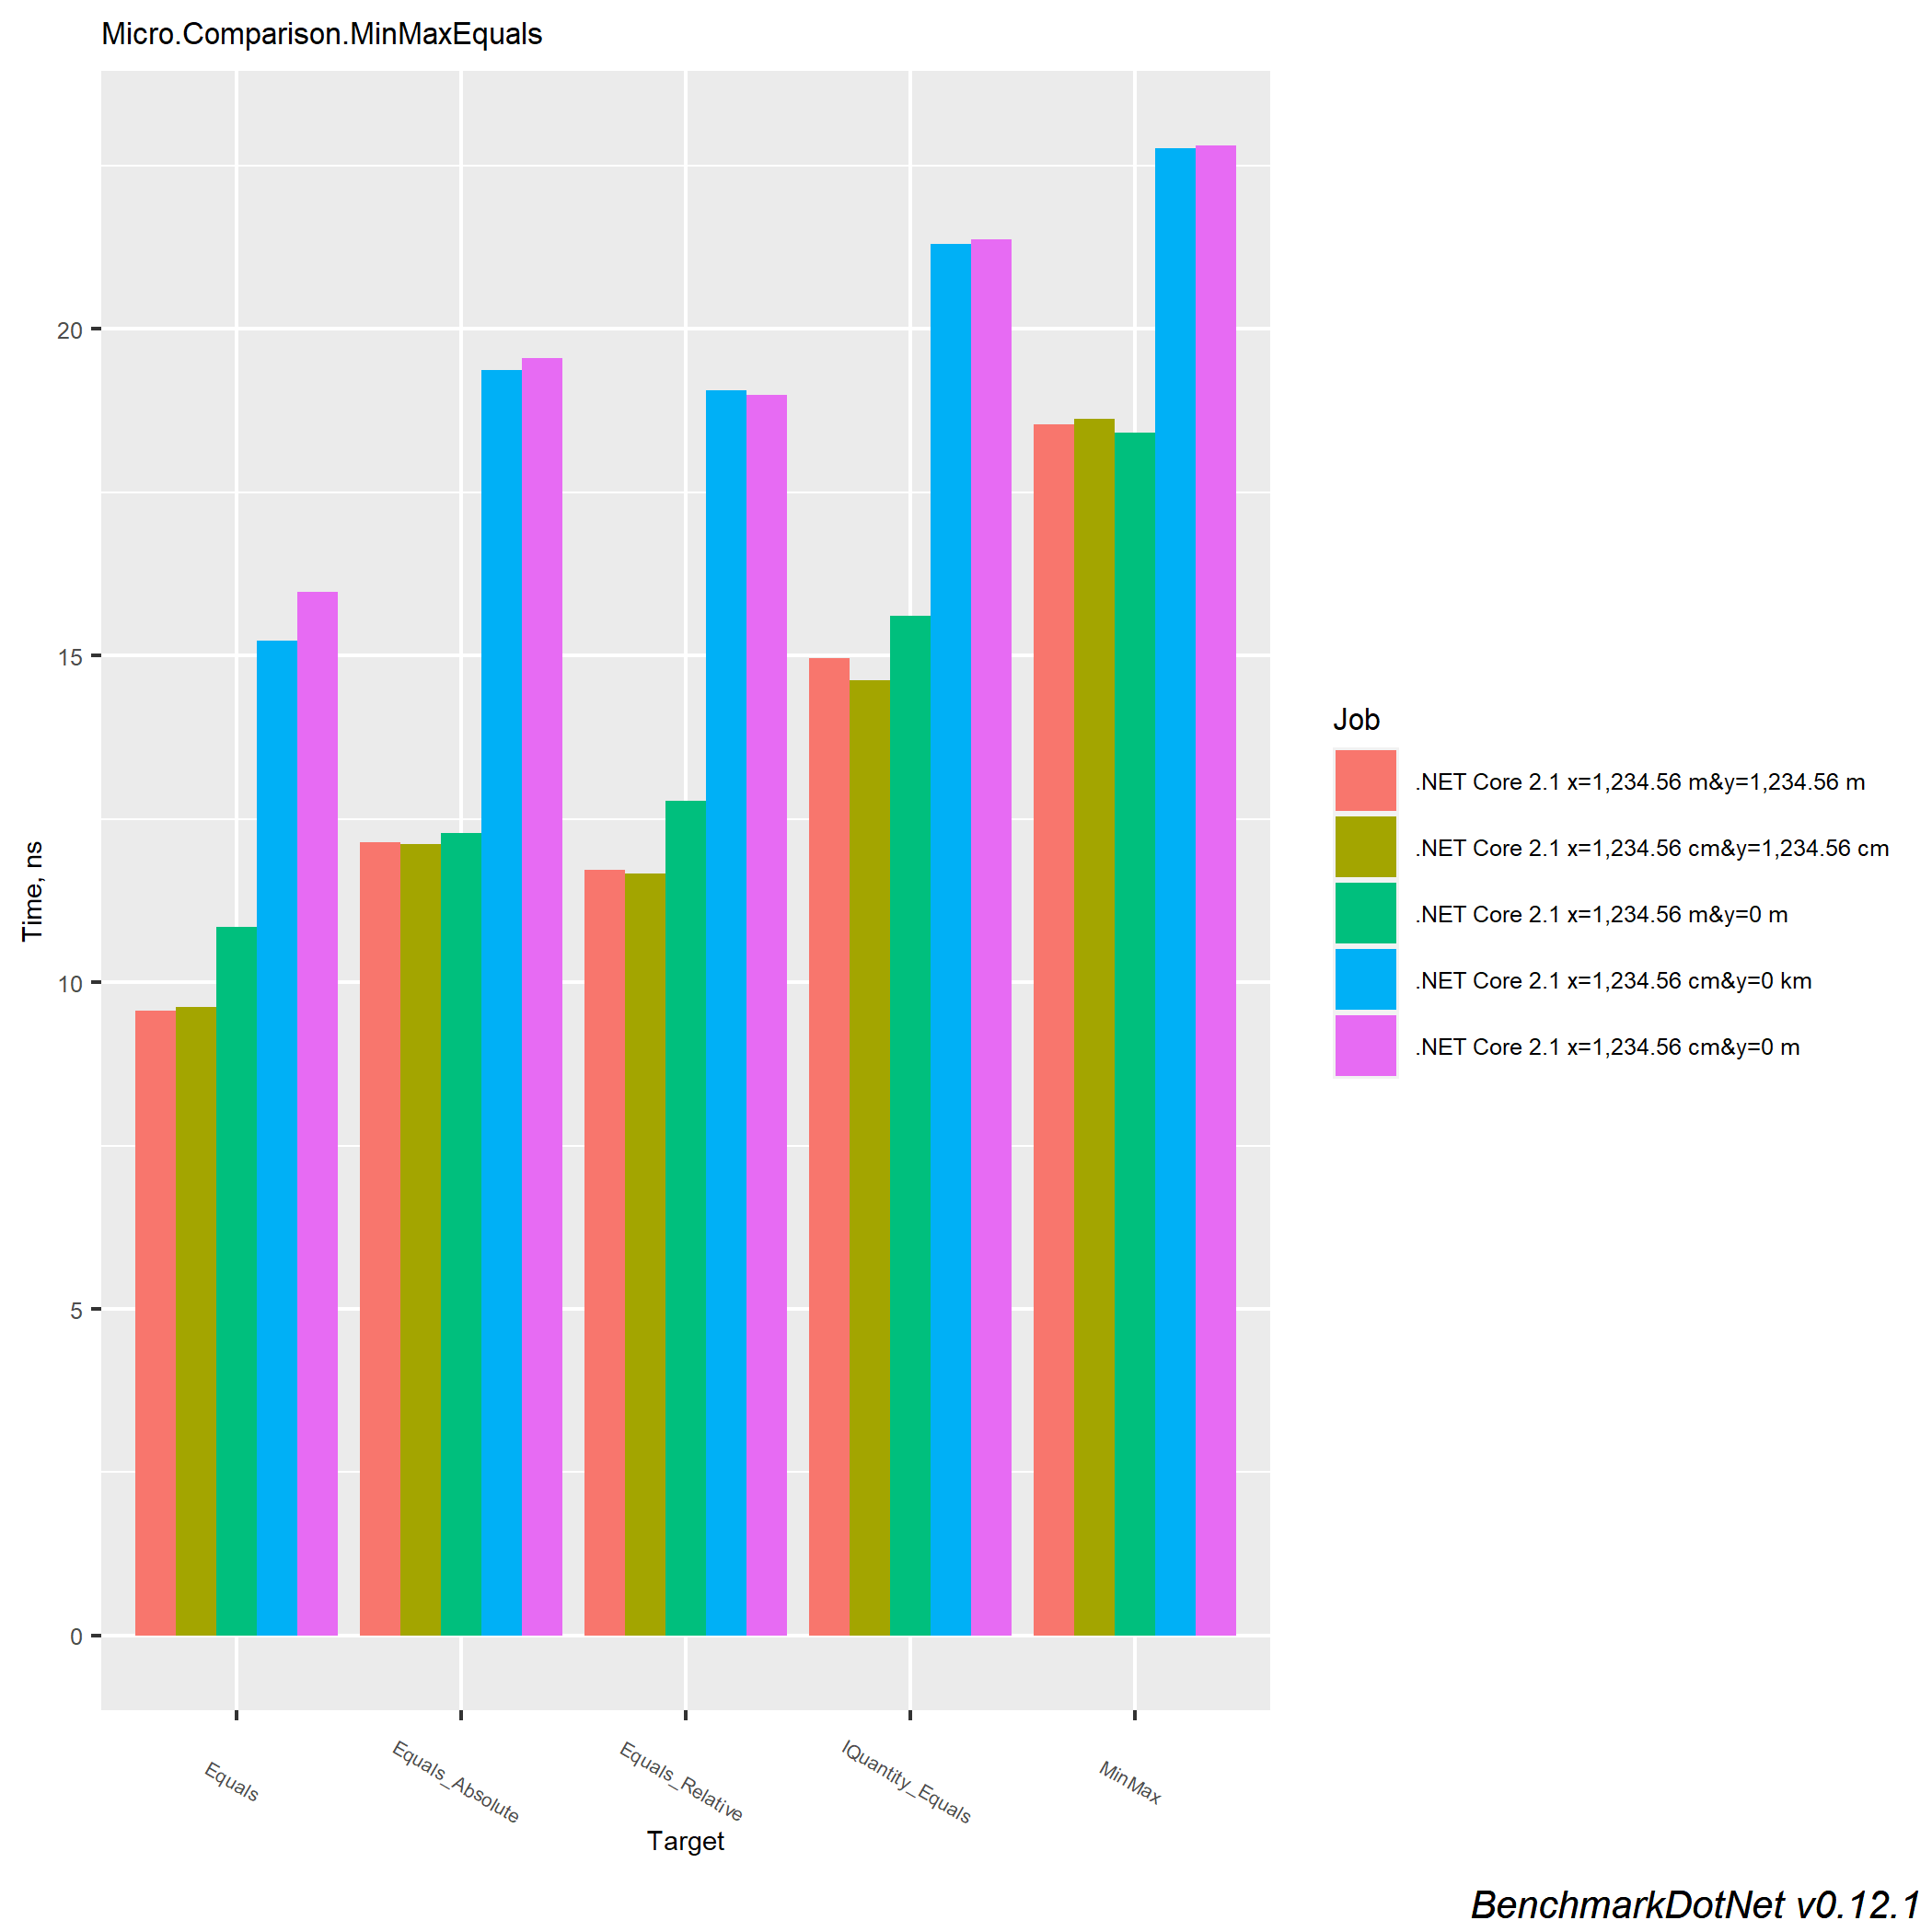 Micro.Comparison.MinMaxEquals
Time, ns
20
15
10
5
0
Equals
Equals_Absolute
Equals_Relative
IQuantity_Equals
MinMax
Target
Job
.NET Core 2.1 x=1,234.56 m&y=1,234.56 m
.NET Core 2.1 x=1,234.56 cm&y=1,234.56 cm
.NET Core 2.1 x=1,234.56 m&y=0 m
.NET Core 2.1 x=1,234.56 cm&y=0 km
.NET Core 2.1 x=1,234.56 cm&y=0 m
BenchmarkDotNet v0.12.1